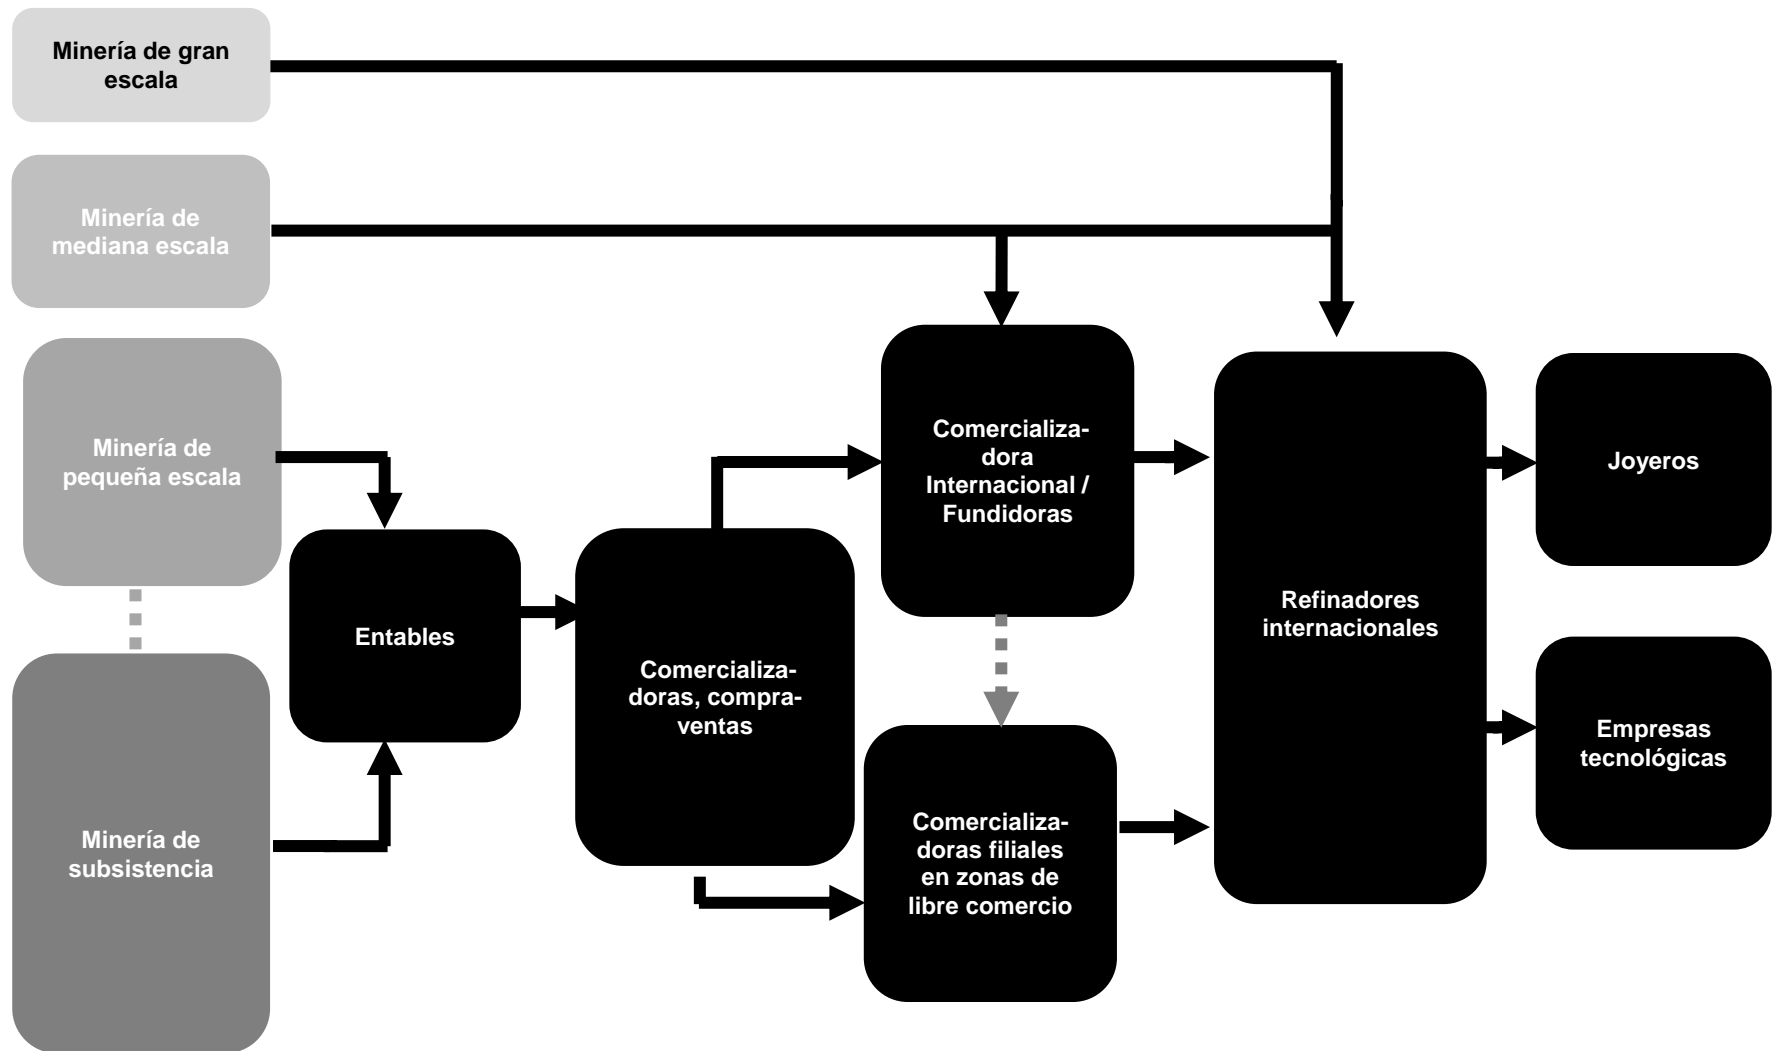 Minería de gran
escala
Minería de
mediana escala
Minería de
pequeña escala
Minería de
subsistencia
Entables
Comercializa-
doras, compra-
ventas
Comercializa-
dora
Internacional /
Fundidoras
Comercializa-
doras filiales
en zonas de
libre comercio
Refinadores
internacionales
Joyeros
Empresas
tecnológicas